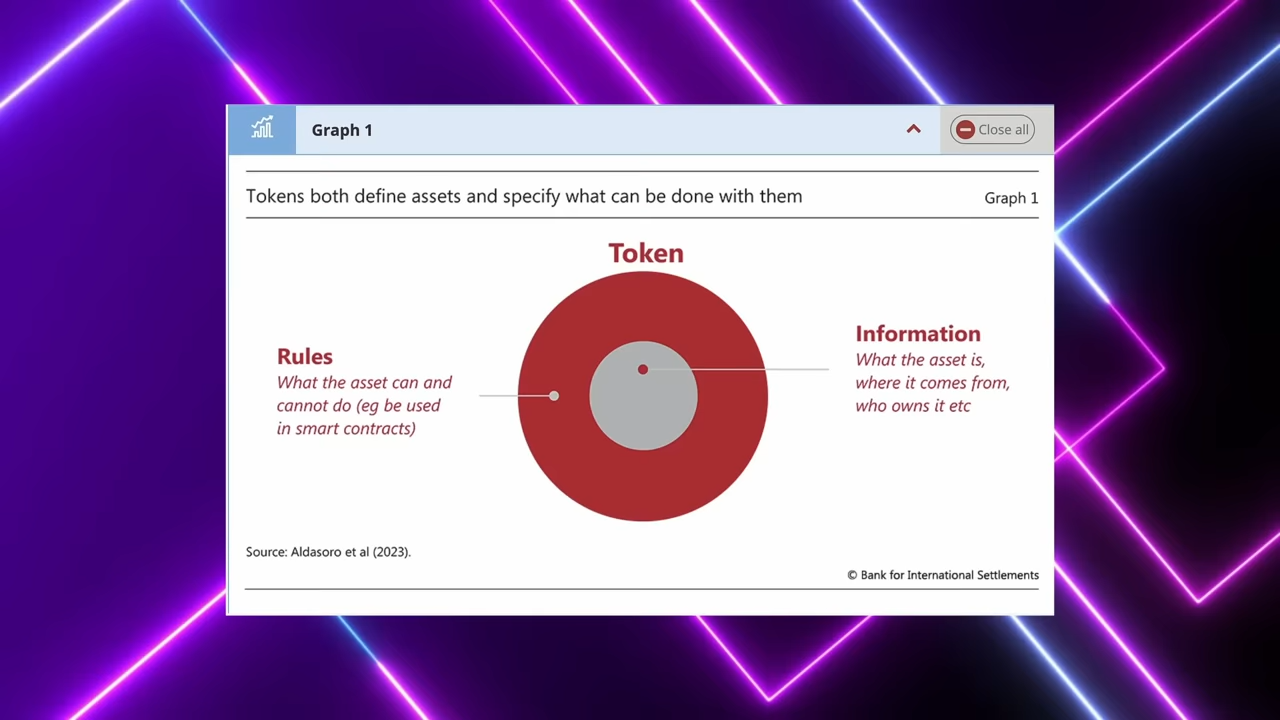 Graph 1
Close all
Tokens both define assets and specify what can be done with them
Graph 1
Token
Rules
What the asset can and
cannot do (eg be used
in smart contracts)
Information
What the asset is,
where it comes from,
who owns it etc
Source: Aldasoro et al (2023).
© Bank for International Settlements